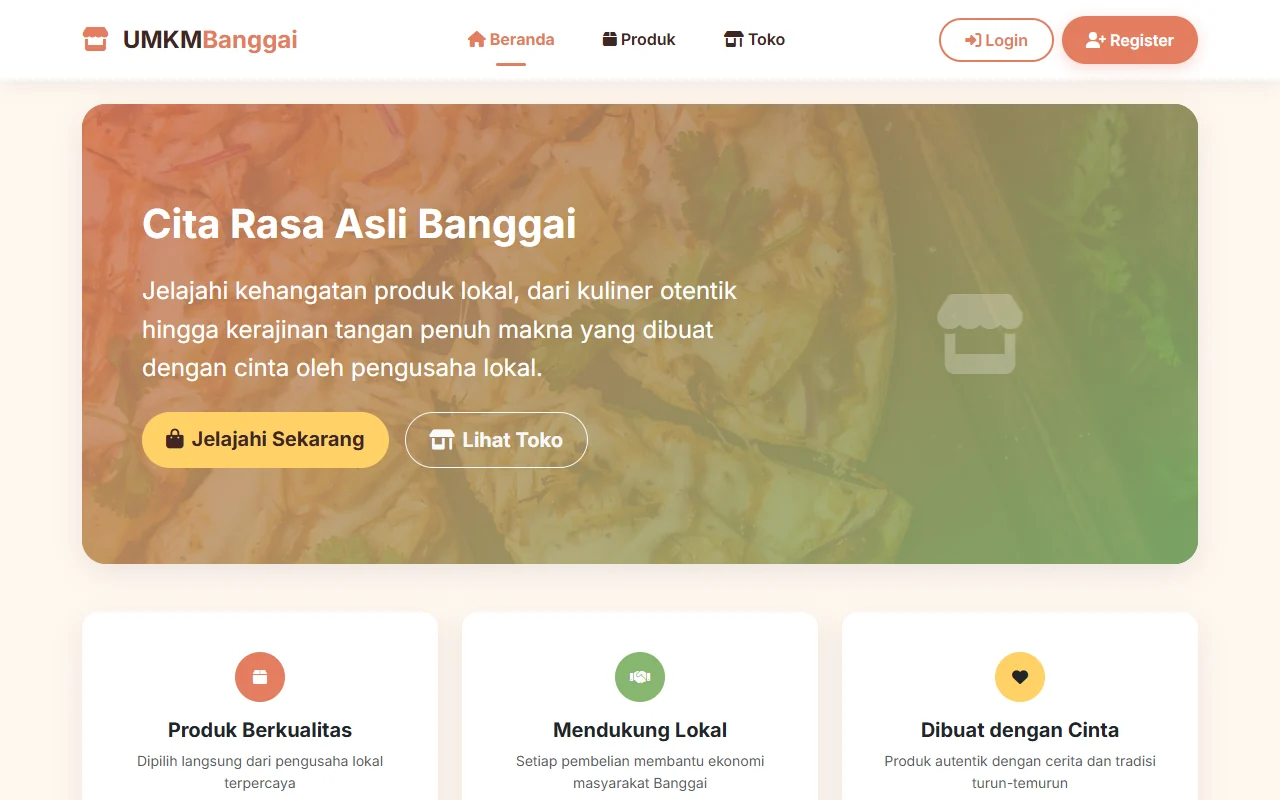 UMKMBanggai
Beranda
Produk
Toko
Login
Register
Cita Rasa Asli Banggai
Jelajahi kehangatan produk lokal, dari kuliner otentik
hingga kerajinan tangan penuh makna yang dibuat
dengan cinta oleh pengusaha lokal.
Jelajahi Sekarang
Lihat Toko
Produk Berkualitas
Dipilih langsung dari pengusaha lokal
terpercaya
Mendukung Lokal
Setiap pembelian membantu ekonomi
masyarakat Banggai
Dibuat dengan Cinta
Produk autentik dengan cerita dan tradisi
turun-temurun